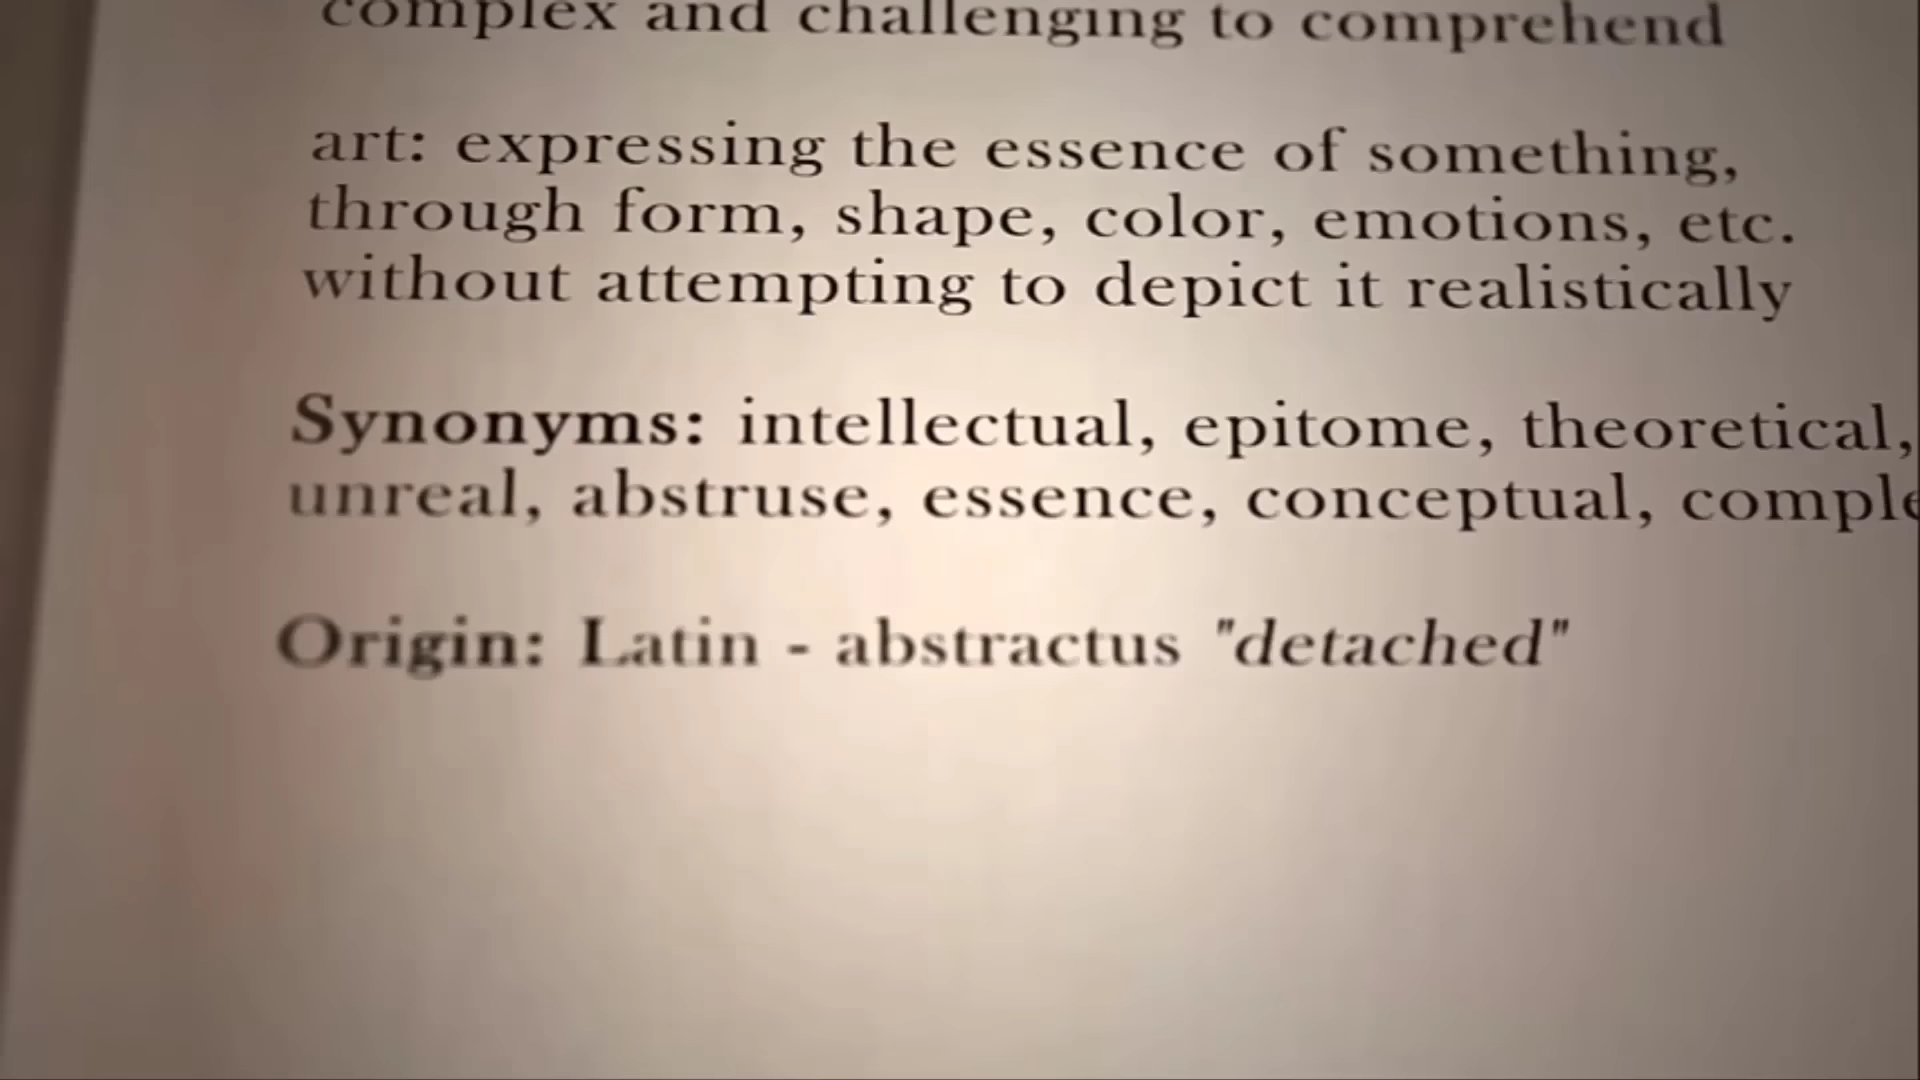 complex and challenging to comprehend
art: expressing the essence of something,
through form, shape, color, emotions, etc.
without attempting to depict it realistically
Synonyms: intellectual, epitome, theoretical,
unreal, abstruse, essence, conceptual,
Origin: Latin - abstractus "detached"